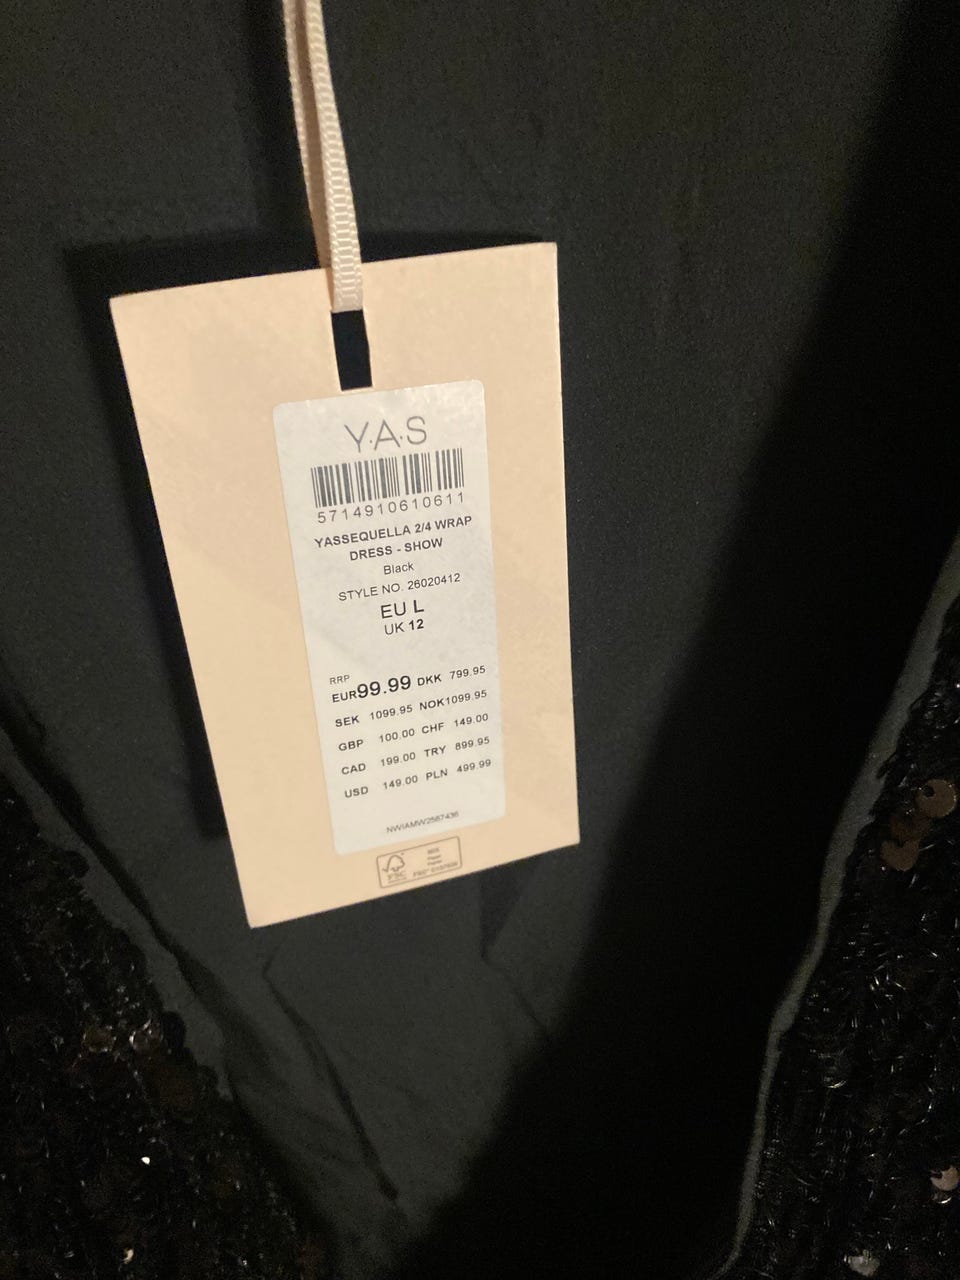 Y.A.S
5714910610611
YASSEQUELLA 2/4 WRAP
DRESS - SHOW
Black
STYLE NO. 26020412
EU L
UK 12
RRP
EUR99.99 DKK 799.95
SEK 1099.95 NOK1099.95
GBP 100.00 CHF 149.00
CAD 199.00 TRY 899.95
USD 149.00 PLN 499.99
NWIAMW2567436
FSC